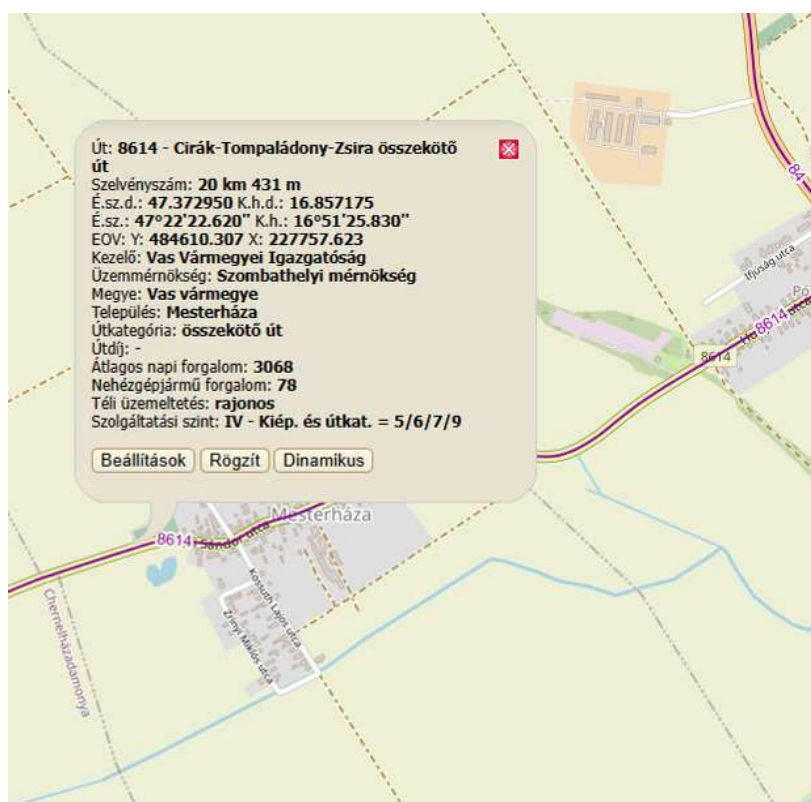 Út: 8614 - Cirák-Tompaládony-Zsira összekötő
út
Szelvényszám: 20 km 431 m
É.sz.d.: 47.372950 K.h.d.: 16.857175
É.sz.: 47°22'22.620" K.h.: 16°51'25.830"
EOV: Y: 484610.307 X: 227757.623
Kezelő: Vas Vármegyei Igazgatóság
Üzemmérnökség: Szombathelyi mérnökség
Megye: Vas vármegye
Település: Mesterháza
Útkategória: összekötő út
Útdíj: -
Átlagos napi forgalom: 3068
Nehézgépjármű forgalom: 78
Téli üzemeltetés: rajonos
Szolgáltatási szint: IV - Kiép. és útkat. = 5/6/7/9
Beállítások Rögzít Dinamikus
84
Ifjúság utca
8614
8614
Mesterháza
8614
Sándor utca
Kossuth Lajos utca
Zrínyi Miklós utca
Chernelházadamonya